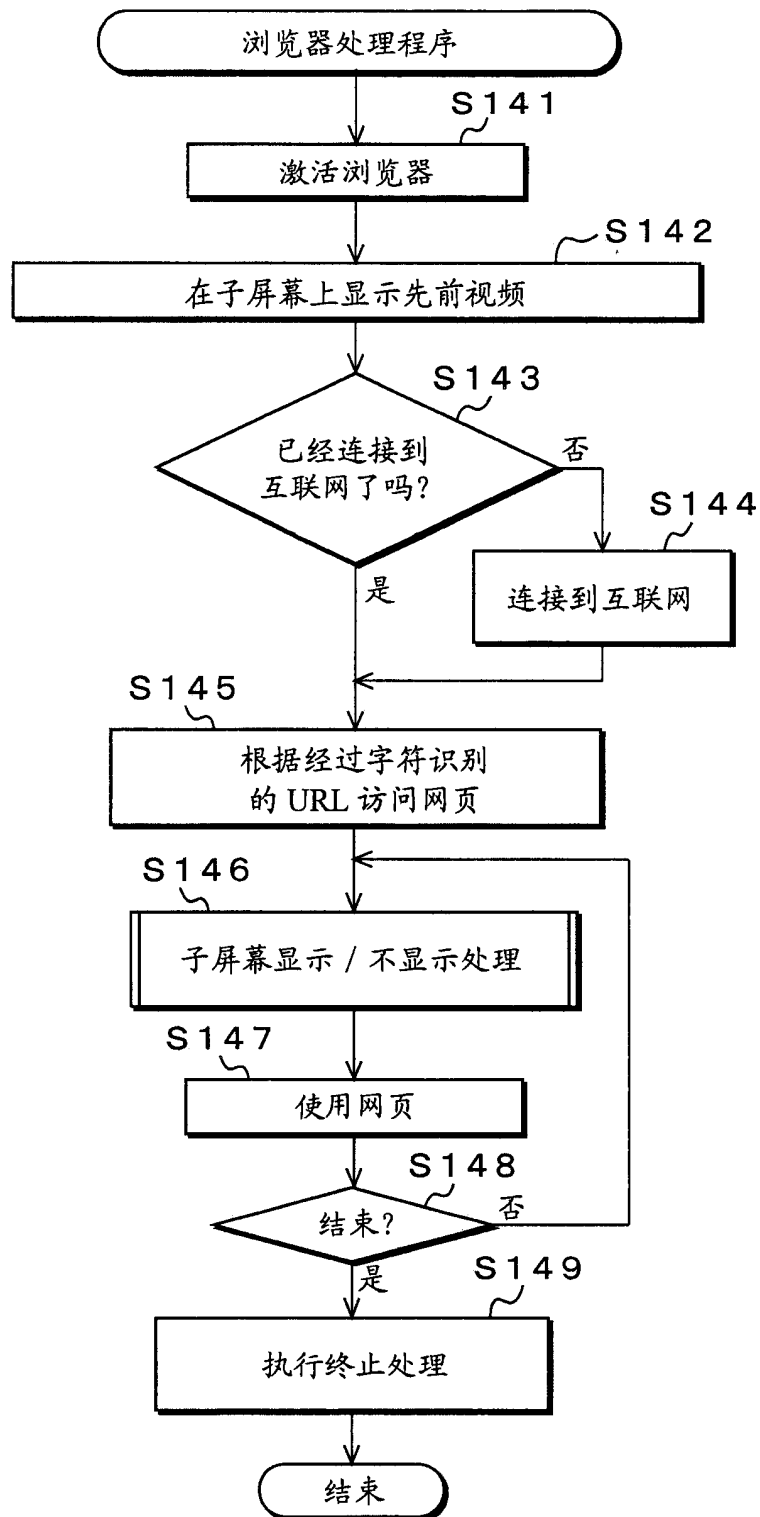 浏览器处理程序
S141
激活浏览器
S142
在子屏幕上显示先前视频
S143
已经连接到
互联网了吗?
否
S144
连接到互联网
是
S145
根据经过字符识别
的 URL 访问网页
S146
子屏幕显示 / 不显示处理
S147
使用网页
S148
结束?
否
是
S149
执行终止处理
结束